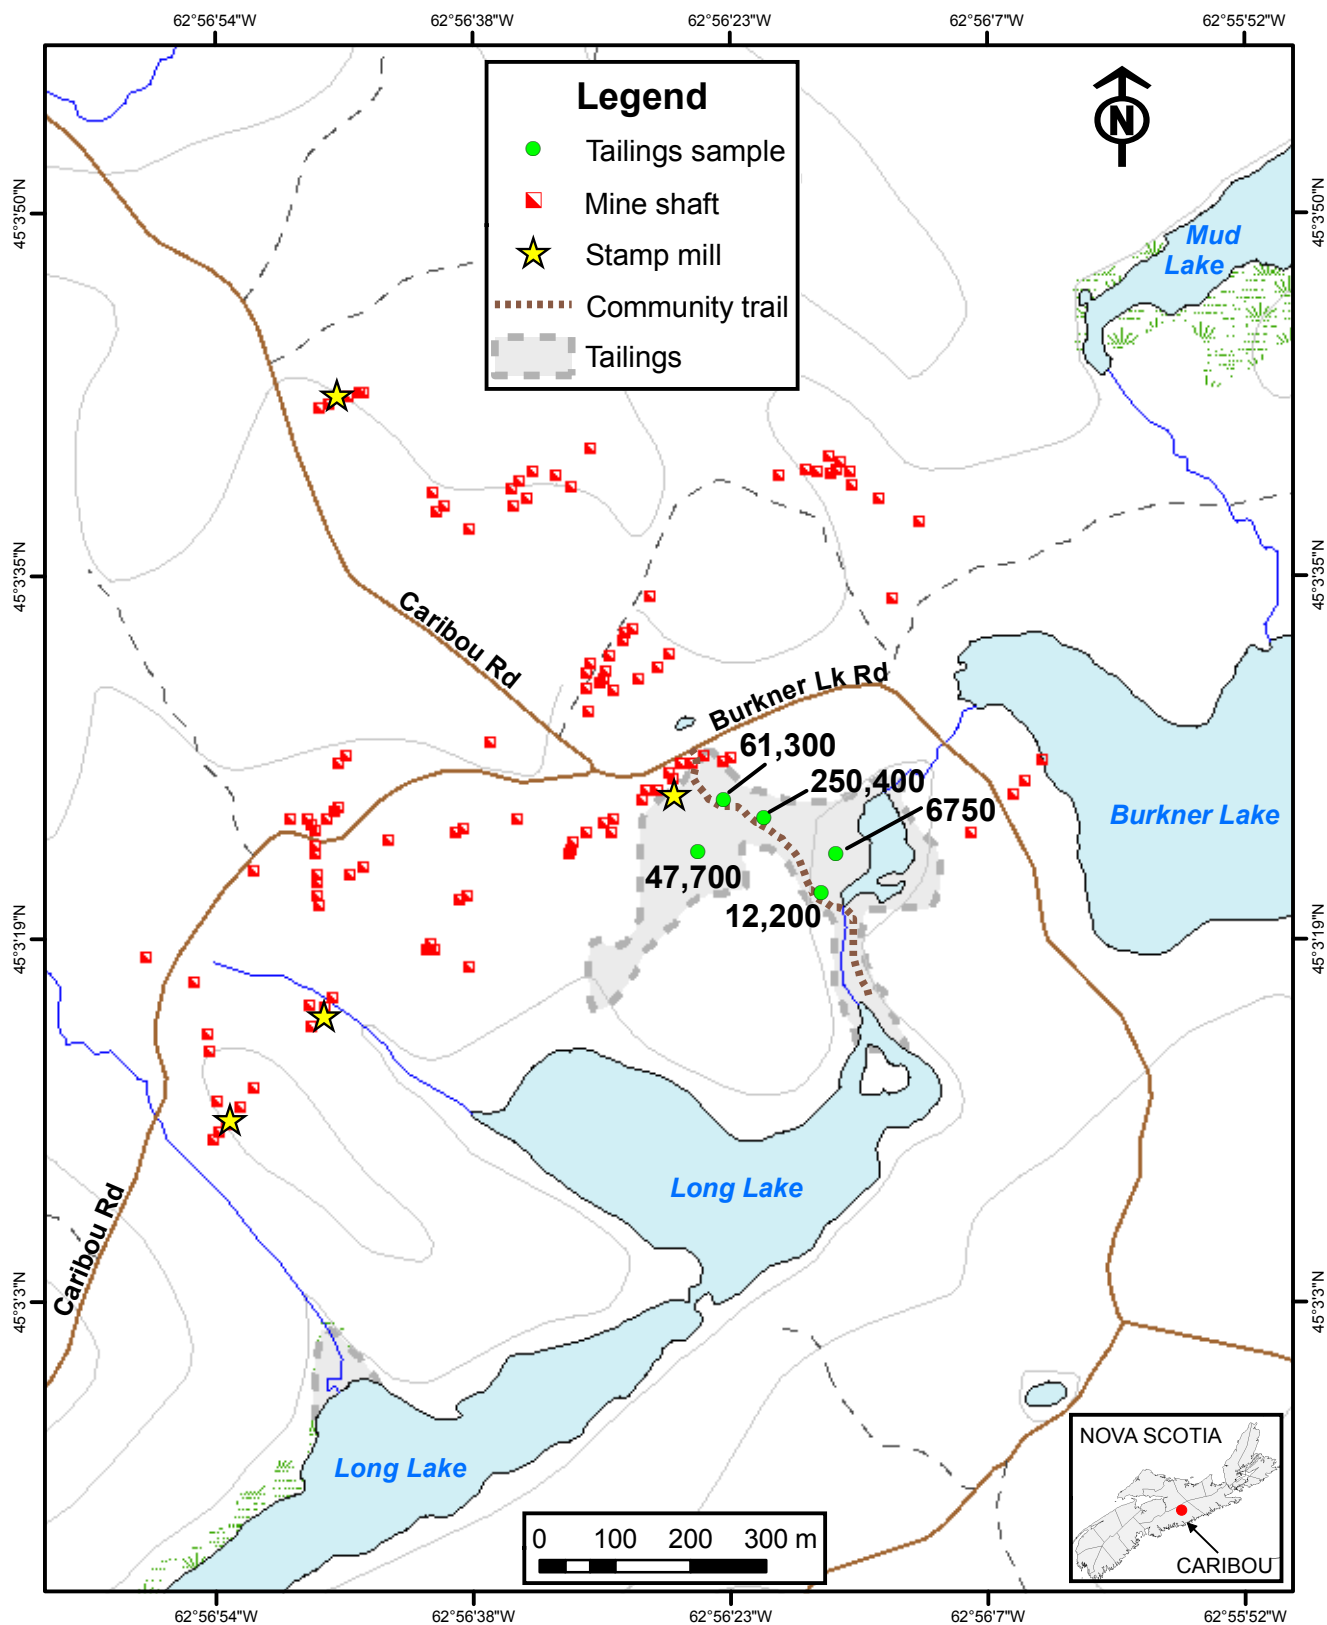 62°56'54"W
62°56'38"W
62°56'23"W
62°56'7"W
62°55'52"W
Legend
Tailings sample
Mine shaft
Stamp mill
Community trail
Tailings
N
45°3'50"N
45°3'50"N
Mud
Lake
45°3'35"N
45°3'35"N
Caribou Rd
Burkner Lk Rd
61,300
250,400
6750
Burkner Lake
47,700
12,200
45°3'19"N
45°3'19"N
Long Lake
Caribou Rd
45°3'3"N
45°3'3"N
Long Lake
NOVA SCOTIA
CARIBOU
0 100 200 300 m
62°56'54"W
62°56'38"W
62°56'23"W
62°56'7"W
62°55'52"W